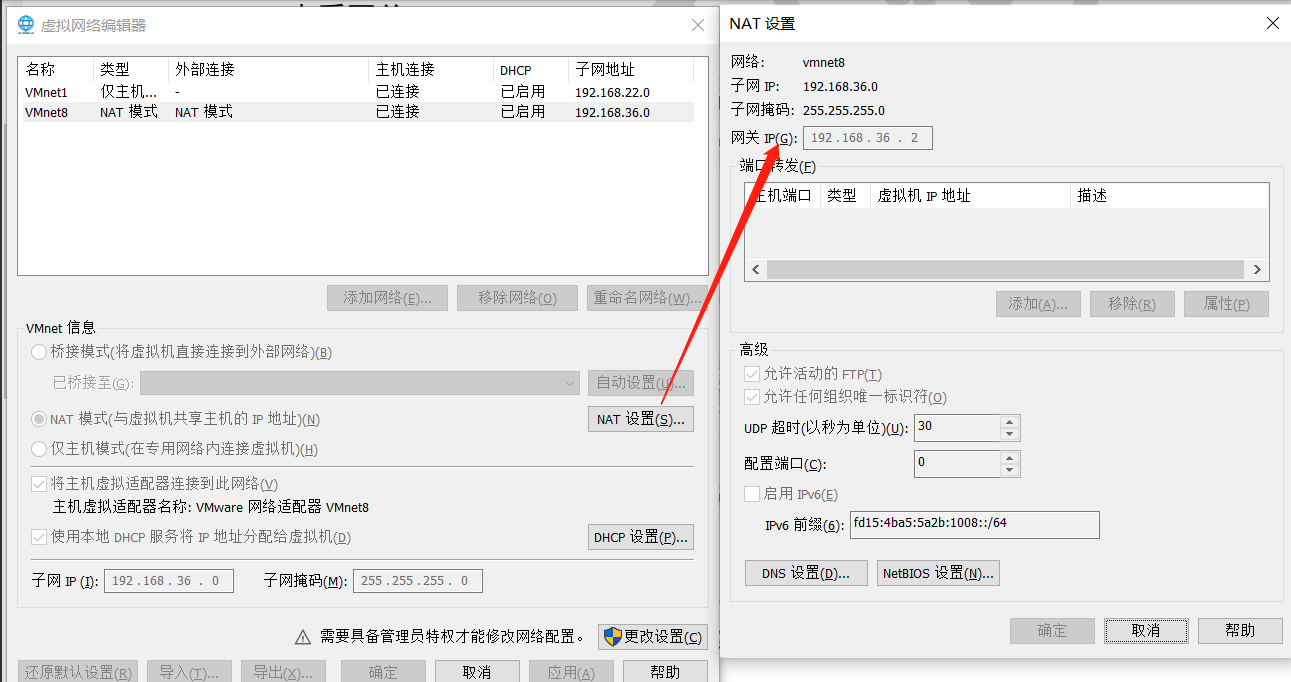 虚拟网络编辑器
名称 类型 外部连接 主机连接 DHCP 子网地址
VMnet1 仅主机... - 已连接 已启用 192.168.22.0
VMnet8 NAT 模式 NAT 模式 已连接 已启用 192.168.36.0
添加网络(E)... 移除网络(O) 重命名网络(W)...
VMnet 信息
桥接模式(将虚拟机直接连接到外部网络)(B)
已桥接至(G): 自动设置(U)...
NAT 模式(与虚拟机共享主机的 IP 地址)(N) NAT 设置(S)...
仅主机模式(在专用网络内连接虚拟机)(H)
将主机虚拟适配器连接到此网络(V)
主机虚拟适配器名称: VMware 网络适配器 VMnet8
使用本地 DHCP 服务将 IP 地址分配给虚拟机(D) DHCP 设置(P)...
子网 IP (I): 192.168.36.0 子网掩码(M): 255.255.255.0
需要具备管理员特权才能修改网络配置。 更改设置(C)
还原默认设置(R) 导入(T)... 导出(X)... 确定 取消 应用(A) 帮助
NAT 设置
网络: vmnet8
子网 IP: 192.168.36.0
子网掩码: 255.255.255.0
网关 IP(G): 192.168.36.2
端口转发(F)
主机端口 类型 虚拟机 IP 地址 描述
添加(A)... 移除(R) 属性(P)
高级
允许活动的 FTP(T)
允许任何组织唯一标识符(O)
UDP 超时(以秒为单位)(U): 30
配置端口(C): 0
启用 IPv6(E)
IPv6 前缀(6): fd15:4ba5:5a2b:1008::/64
DNS 设置(D)... NetBIOS 设置(N)...
确定 取消 帮助